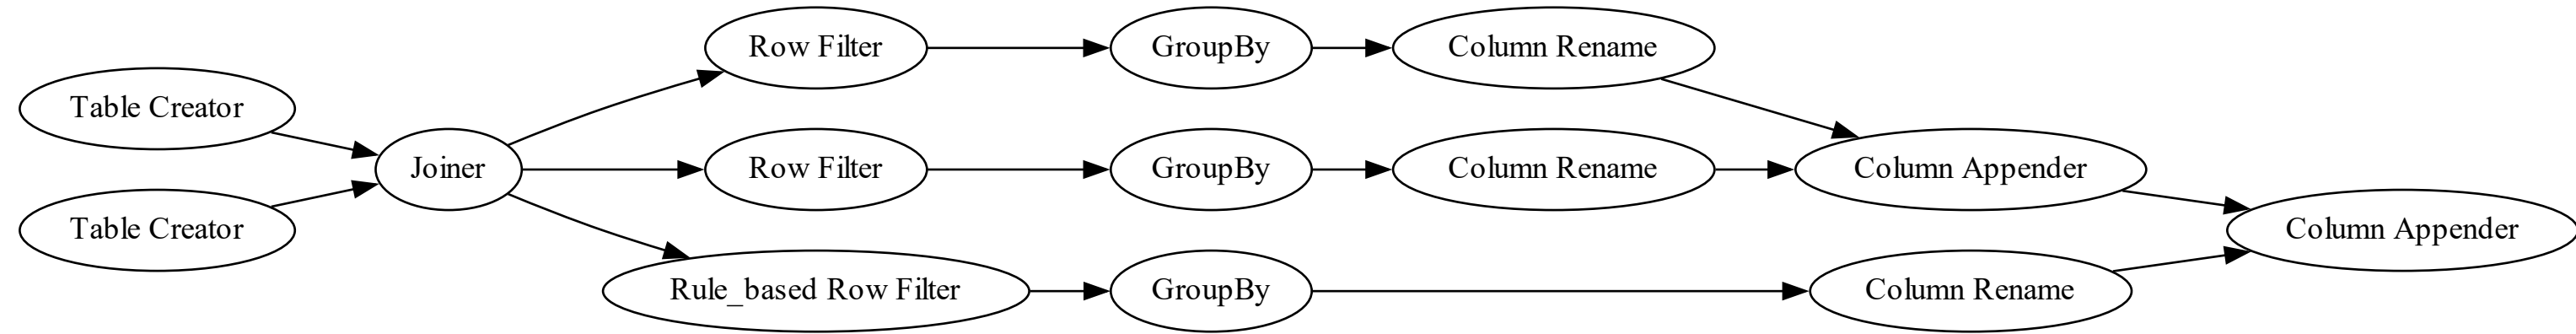 Table Creator
Table Creator
Joiner
Row Filter
GroupBy
Column Rename
Row Filter
GroupBy
Column Rename
Column Appender
Rule_based Row Filter
GroupBy
Column Rename
Column Appender